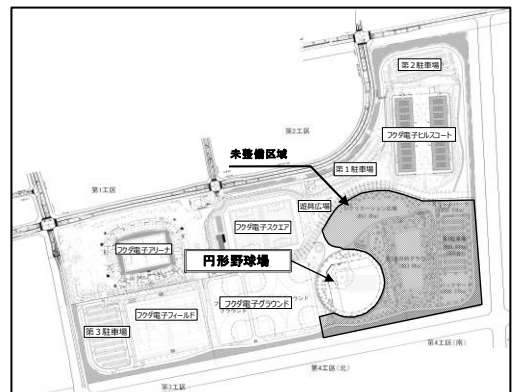 第2駐車場
フクダ電子ヒルスコート
第2工区
未整備区域
第1駐車場
第1工区
遊具広場
フクダ電子スクエア
フクダ電子アリーナ
円形野球場
フクダ電子グラウンド
フクダ電子フィールド
第3駐車場
第4工区(南)
第4工区(北)
第3工区